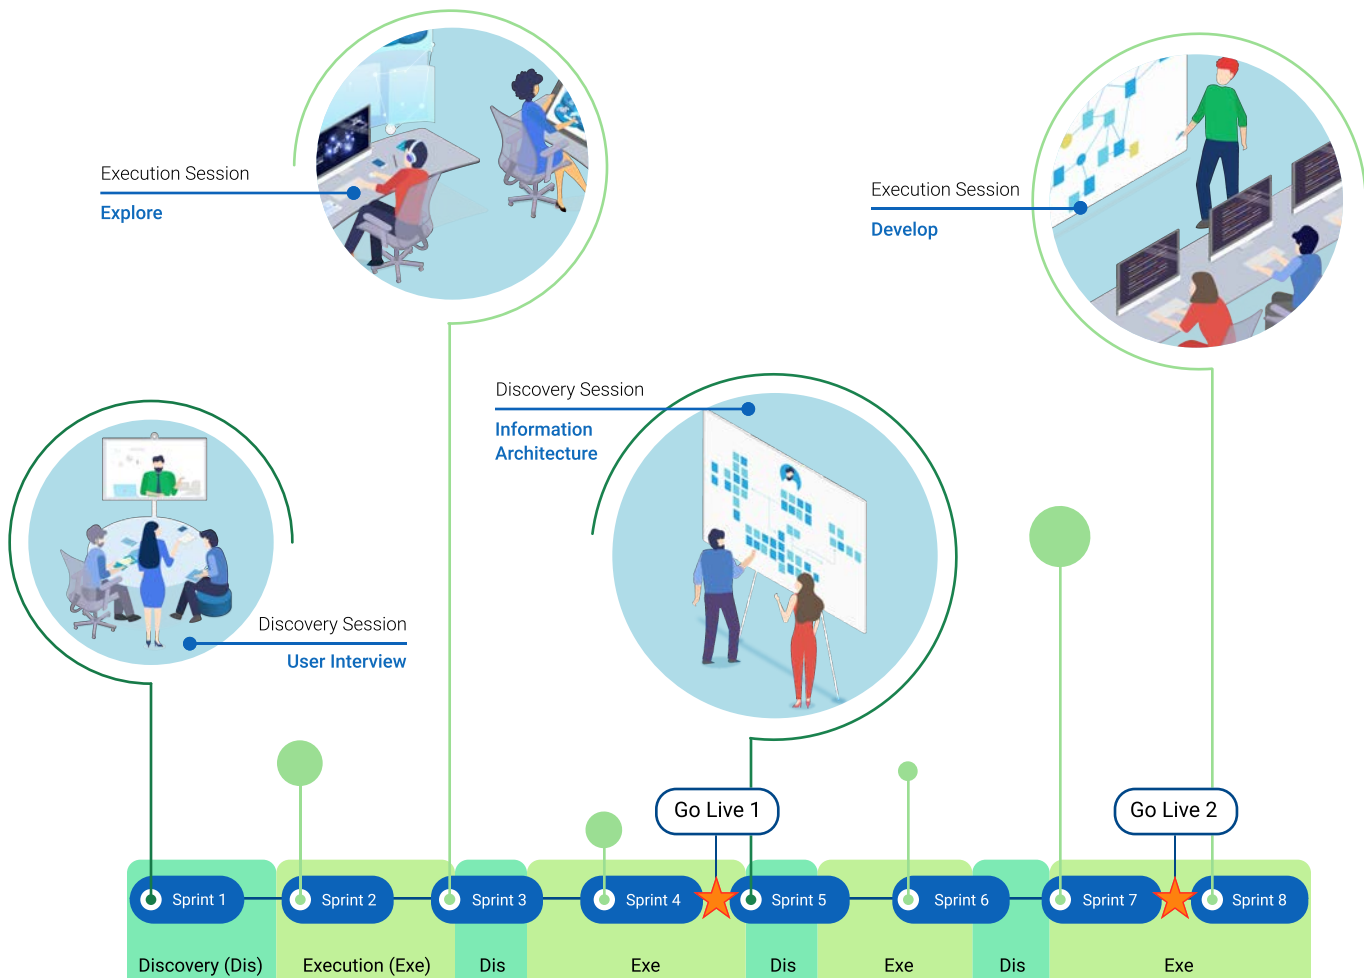 Execution Session
Explore
Execution Session
Develop
Discovery Session
Information
Architecture
Discovery Session
User Interview
Go Live 1
Go Live 2
Sprint 1
Sprint 2
Sprint 3
Sprint 4
Sprint 5
Sprint 6
Sprint 7
Sprint 8
Discovery (Dis)
Execution (Exe)
Dis
Exe
Dis
Exe
Dis
Exe